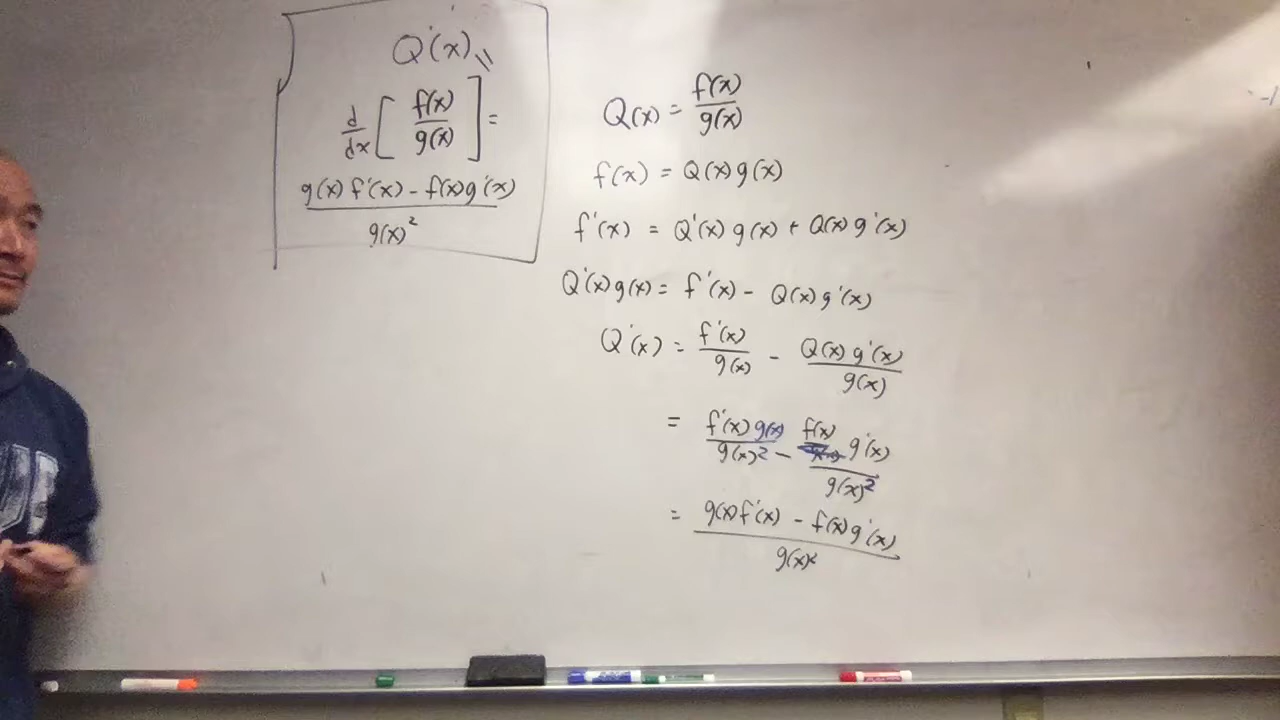 Q'(x) =
d/dx [ f(x)/g(x) ] =
g(x) f'(x) - f(x)g'(x)
g(x)²
Q(x) = f(x)/g(x)
f(x) = Q(x) g(x)
f'(x) = Q'(x) g(x) + Q(x) g'(x)
Q'(x) g(x) = f'(x) - Q(x) g'(x)
Q'(x) = f'(x)/g(x) - Q(x) g'(x)/g(x)
= f'(x) g(x)/g(x)² - f(x) g'(x)/g(x)²
= g(x) f'(x) - f(x) g'(x)
g(x)²